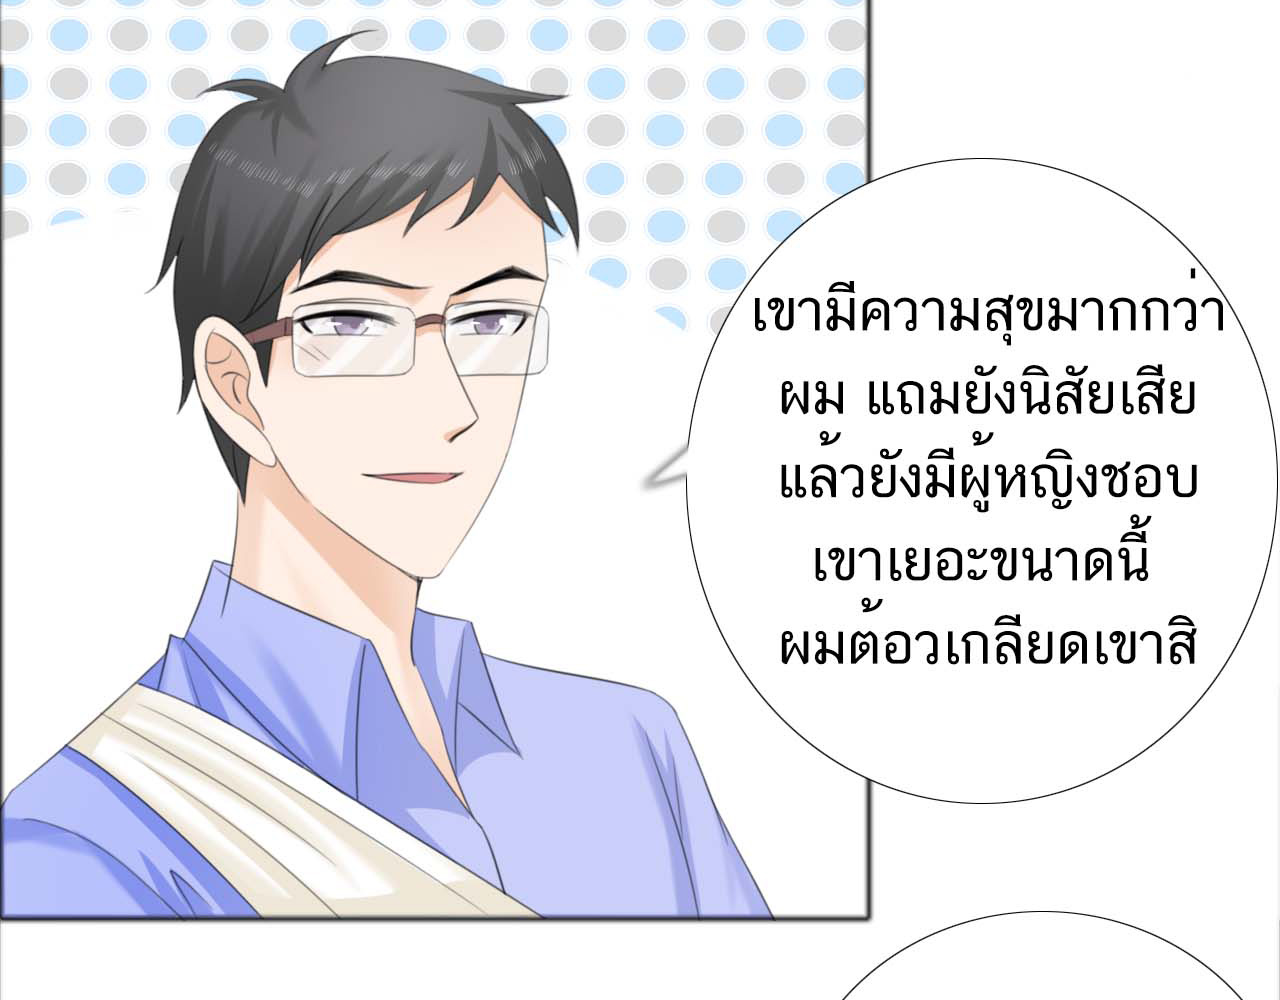 เขามีความสุขมากกว่า
ผม แถมยังนิสัยเสีย
แล้วยังมีผู้หญิงชอบ
เขาเยอะขนาดนี้
ผมต้อวเกลียดเขาสิ